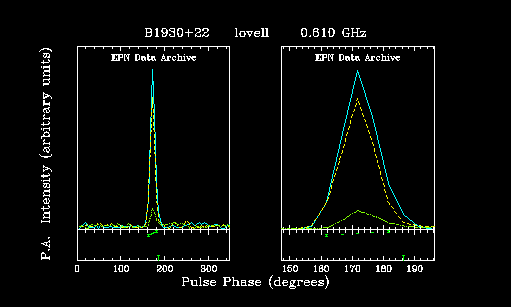 B1930+22 lovell 0.610 GHz
EPN Data Archive EPN Data Archive
P.A. Intensity (arbitrary units)
0 100 200 300 150 160 170 180 190
Pulse Phase (degrees)